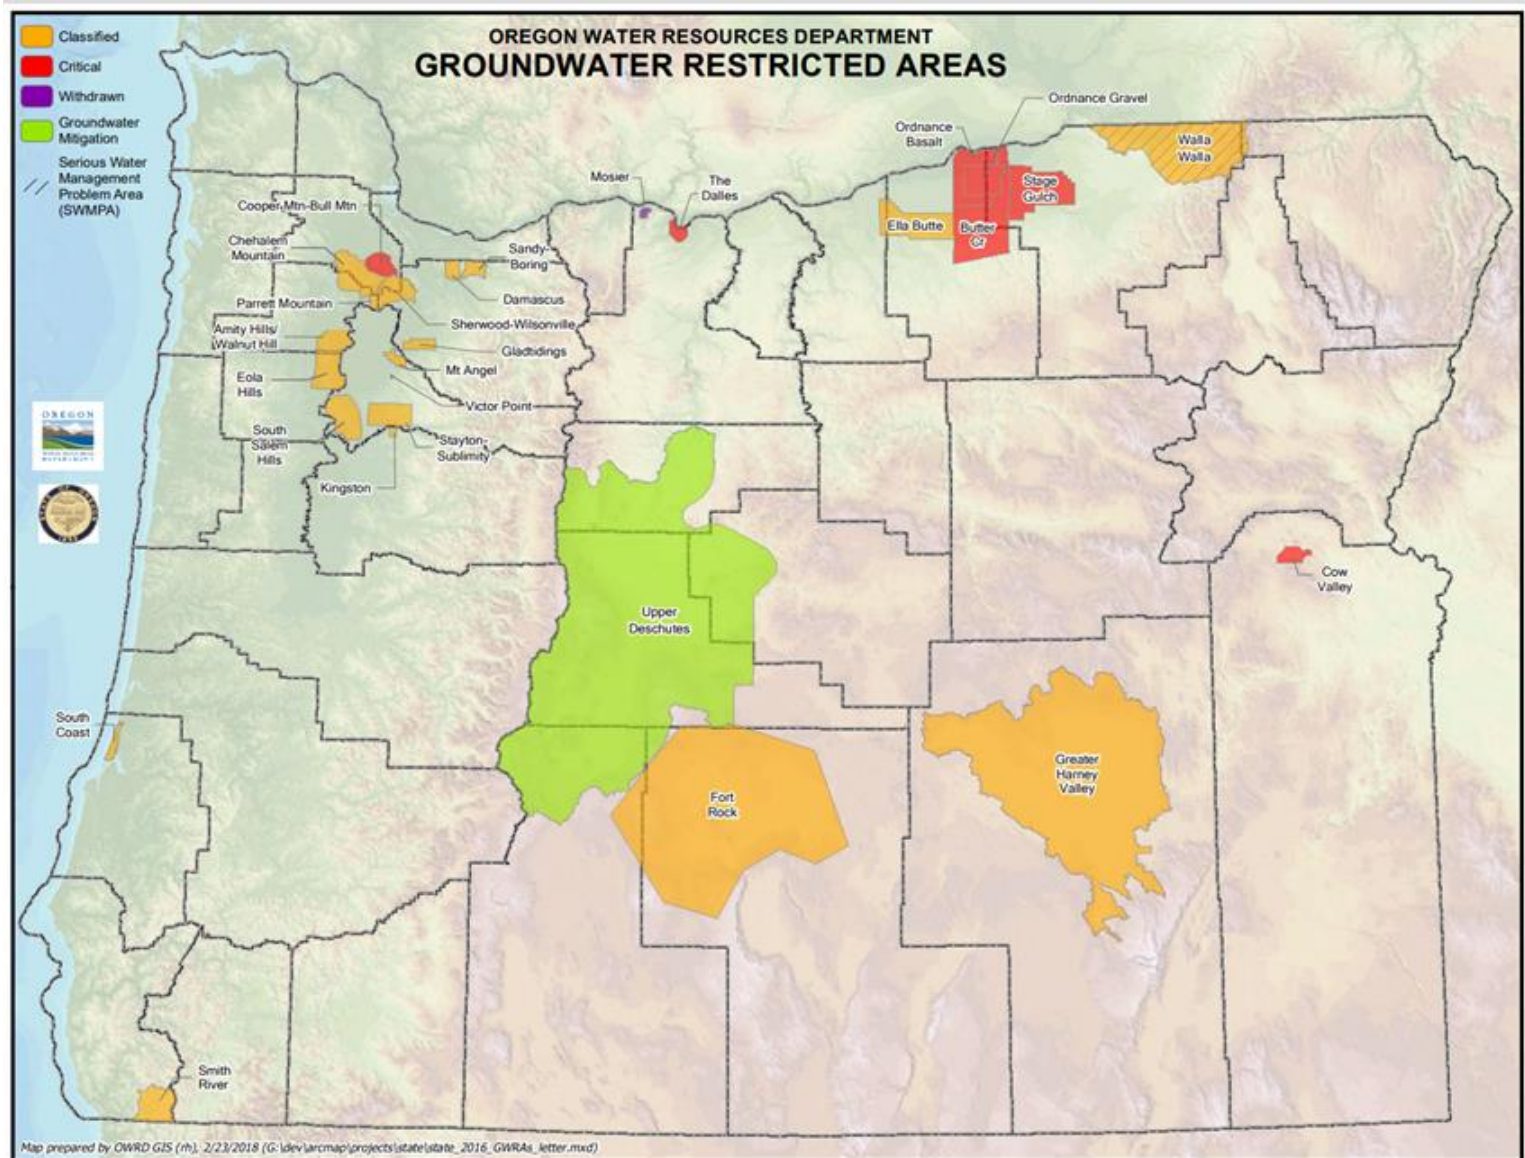 OREGON WATER RESOURCES DEPARTMENT
GROUNDWATER RESTRICTED AREAS
Classified
Critical
Withdrawn
Groundwater
Mitigation
Serious Water
Management
Problem Area
(SWMPA)
Ordnance Gravel
Ordnance
Basalt
Walla
Walla
Mosier
The
Dalles
Stage
Gulch
Cooper Mtn-Bull Mtn
Ella Butte
Butter
Cr
Chehalem
Mountain
Sandy-
Boring
Parrett Mountain
Damascus
Sherwood-Wilsonville
Amity Hills/
Walnut Hill
Gladtidings
Mt Angel
Eola
Hills
Victor Point
South
Salem
Hills
Stayton-
Sublimity
Kingston
OREGON
Cow
Valley
Upper
Deschutes
South
Coast
Greater
Harney
Valley
Fort
Rock
Smith
River
Map prepared by OWRD GIS (rh), 2/23/2018 (G:\dev\arcmap\projects\state\state_2016_GWRAs_letter.mxd)